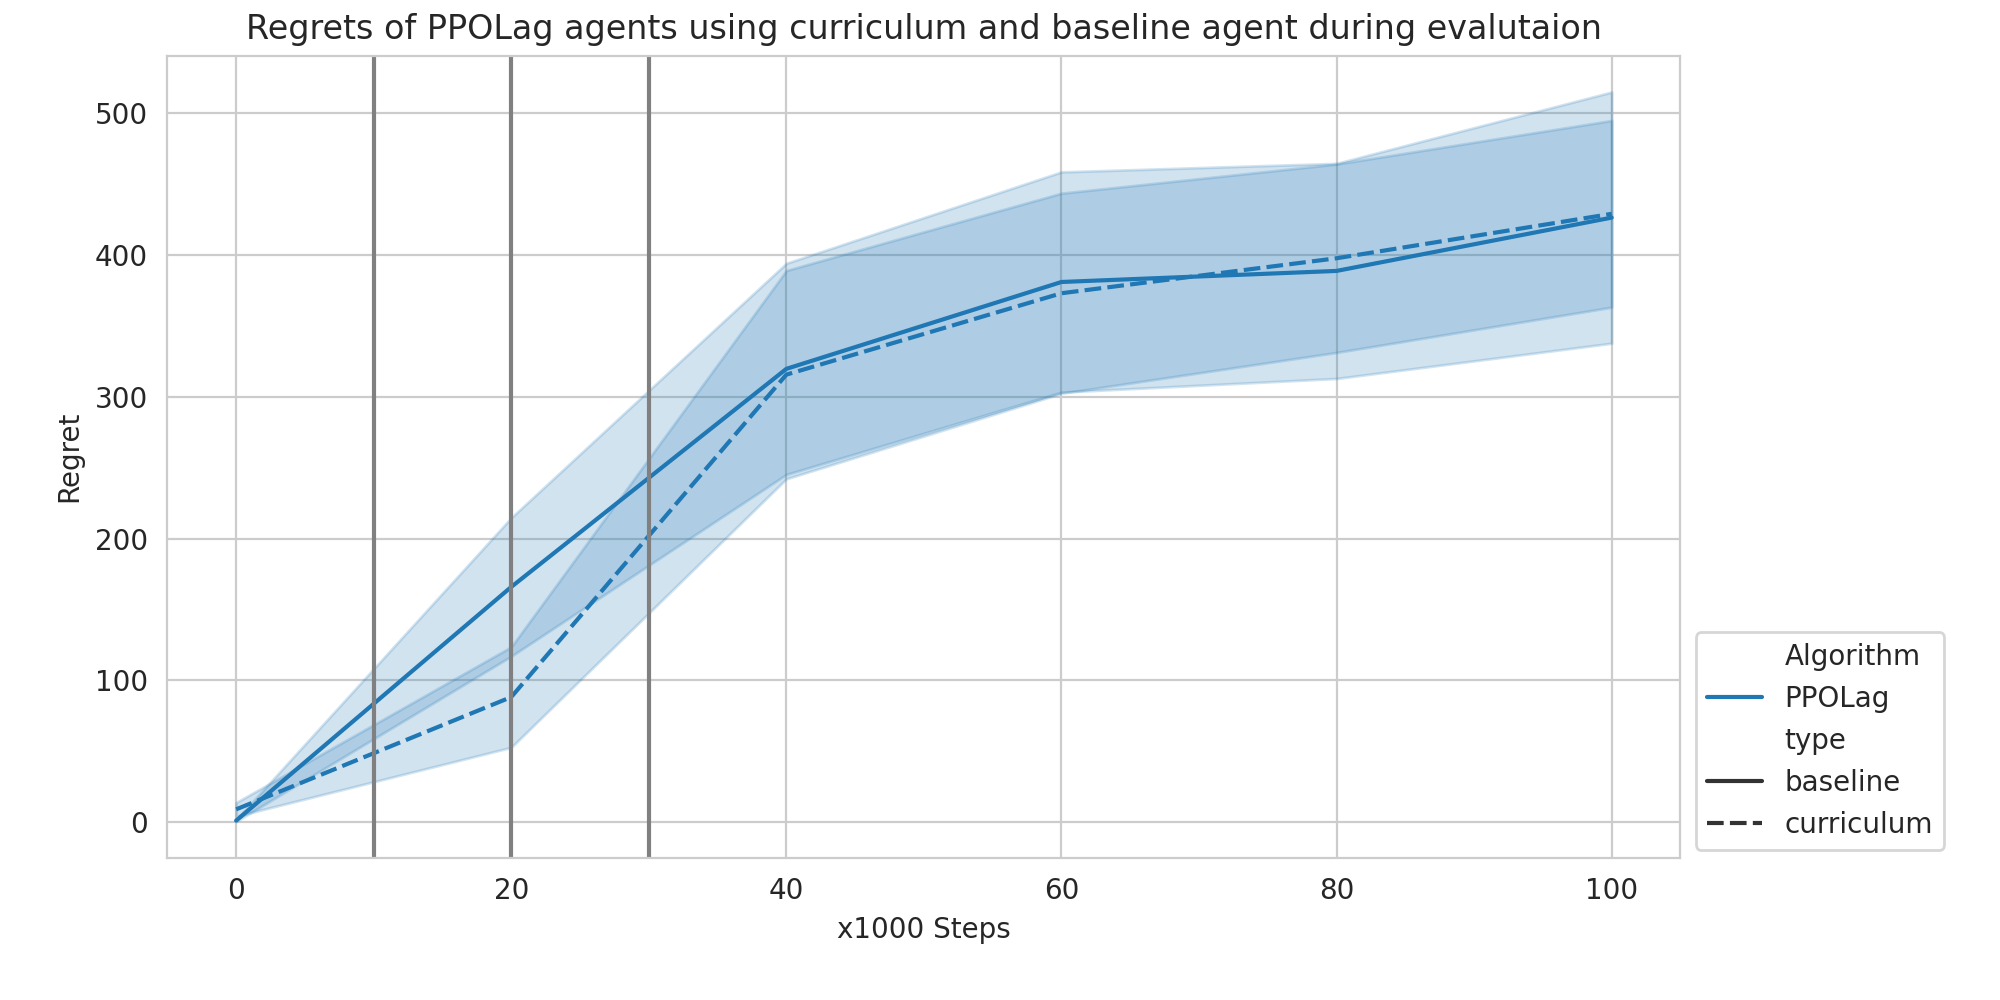 Regrets of PPOLag agents using curriculum and baseline agent during evalutaion
500
400
300
200
100
0
Regret
0 20 40 60 80 100
x1000 Steps
Algorithm
PPOLag
type
baseline
curriculum